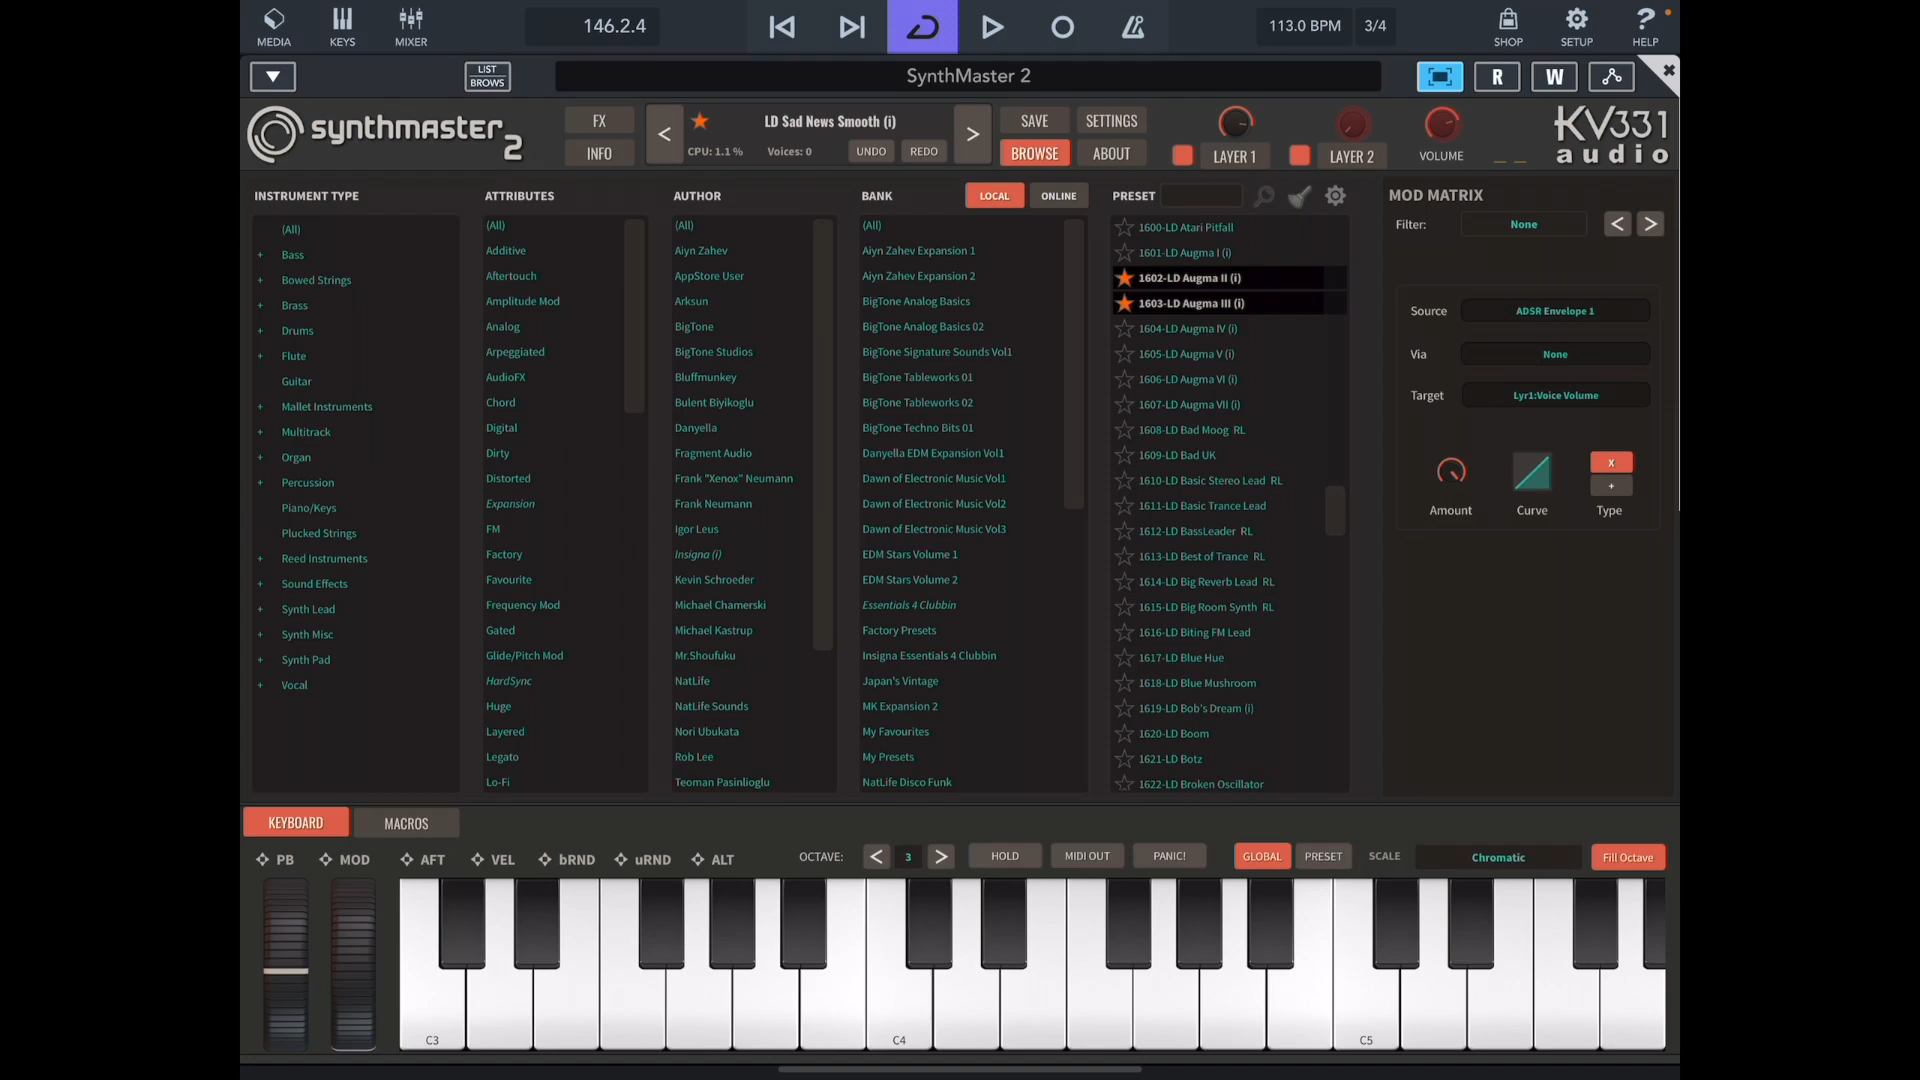 MEDIA KEYS MIXER 146.2.4 113.0 BPM 3/4 SHOP SETUP ? HELP
LIST BROWS SynthMaster 2 R W
synthmaster 2 FX < LD Sad News Smooth (i) > SAVE SETTINGS KV331 audio
INFO CPU: 1.1 % Voices: 0 UNDO REDO BROWSE ABOUT LAYER 1 LAYER 2 VOLUME
INSTRUMENT TYPE
(All)
+ Bass
+ Bowed Strings
+ Brass
+ Drums
+ Flute
Guitar
+ Mallet Instruments
+ Multitrack
+ Organ
+ Percussion
Piano/Keys
Plucked Strings
+ Reed Instruments
+ Sound Effects
+ Synth Lead
+ Synth Misc
+ Synth Pad
+ Vocal
ATTRIBUTES
(All)
Additive
Aftertouch
Amplitude Mod
Analog
Arpeggiated
AudioFX
Chord
Digital
Dirty
Distorted
Expansion
FM
Factory
Favourite
Frequency Mod
Gated
Glide/Pitch Mod
HardSync
Huge
Layered
Legato
Lo-Fi
AUTHOR
(All)
Aiyn Zahev
AppStore User
Arksun
BigTone
BigTone Studios
Bluffmunkey
Bulent Biyikoglu
Danyella
Fragment Audio
Frank "Xenox" Neumann
Frank Neumann
Igor Leus
Insigna (i)
Kevin Schroeder
Michael Chamerski
Michael Kastrup
Mr.Shoufuku
NatLife
NatLife Sounds
Nori Ubukata
Rob Lee
Teoman Pasinlioglu
BANK LOCAL ONLINE
(All)
Aiyn Zahev Expansion 1
Aiyn Zahev Expansion 2
BigTone Analog Basics
BigTone Analog Basics 02
BigTone Signature Sounds Vol1
BigTone Tableworks 01
BigTone Tableworks 02
BigTone Techno Bits 01
Danyella EDM Expansion Vol1
Dawn of Electronic Music Vol1
Dawn of Electronic Music Vol2
Dawn of Electronic Music Vol3
EDM Stars Volume 1
EDM Stars Volume 2
Essentials 4 Clubbin
Factory Presets
Insigna Essentials 4 Clubbin
Japan's Vintage
MK Expansion 2
My Favourites
My Presets
NatLife Disco Funk
PRESET
1600-LD Atari Pitfall
1601-LD Augma I (i)
1602-LD Augma II (i)
1603-LD Augma III (i)
1604-LD Augma IV (i)
1605-LD Augma V (i)
1606-LD Augma VI (i)
1607-LD Augma VII (i)
1608-LD Bad Moog RL
1609-LD Bad UK
1610-LD Basic Stereo Lead RL
1611-LD Basic Trance Lead
1612-LD BassLeader RL
1613-LD Best of Trance RL
1614-LD Big Reverb Lead RL
1615-LD Big Room Synth RL
1616-LD Biting FM Lead
1617-LD Blue Hue
1618-LD Blue Mushroom
1619-LD Bob's Dream (i)
1620-LD Boom
1621-LD Botz
1622-LD Broken Oscillator
MOD MATRIX
Filter: None < >
Source ADSR Envelope 1
Via None
Target Lyr1:Voice Volume
x
+
Amount Curve Type
KEYBOARD MACROS
PB MOD AFT VEL bRND uRND ALT OCTAVE: < 3 > HOLD MIDI OUT PANIC! GLOBAL PRESET SCALE Chromatic Fill Octave
C3 C4 C5